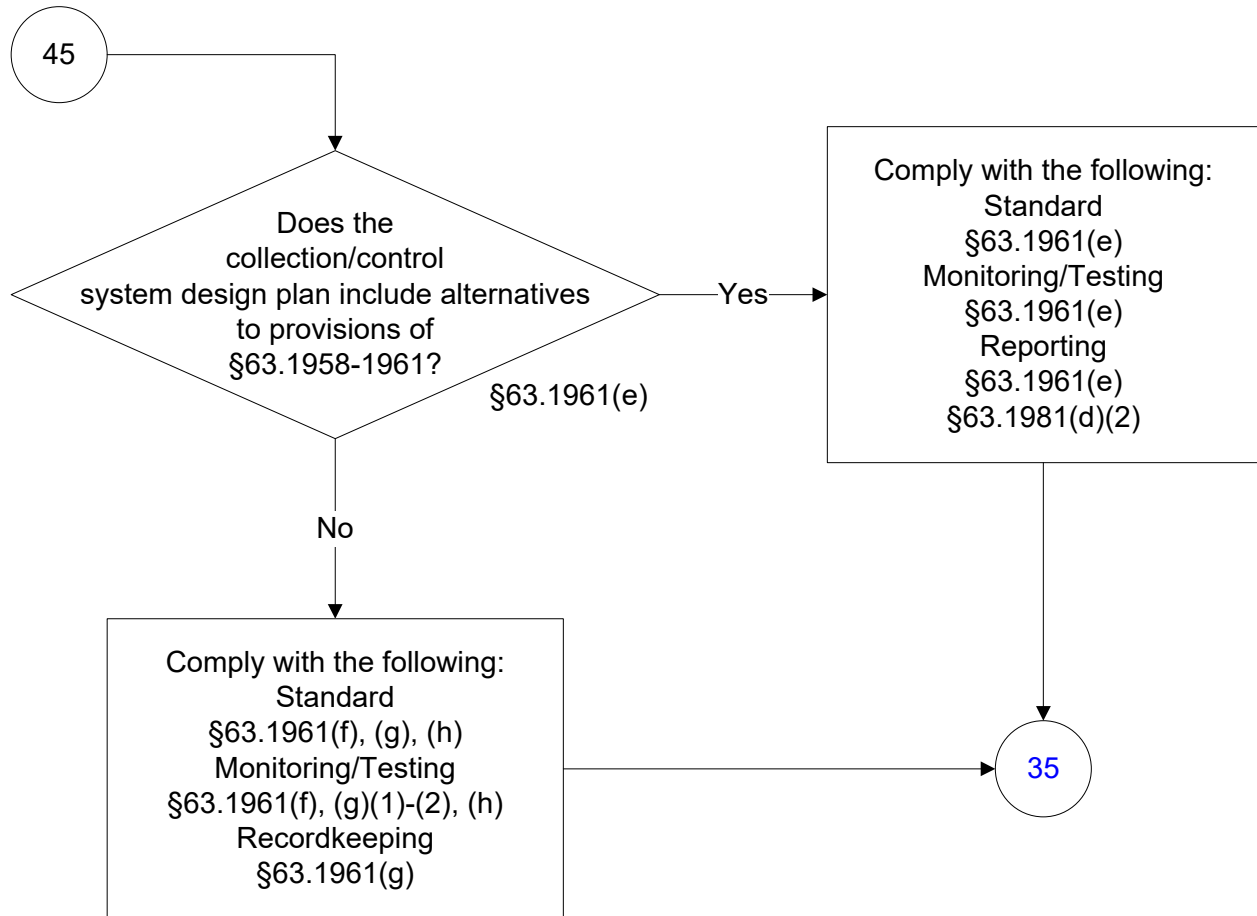 45
Does the
collection/control
system design plan include alternatives
to provisions of
§63.1958-1961?
§63.1961(e)
Yes
Comply with the following:
Standard
§63.1961(e)
Monitoring/Testing
§63.1961(e)
Reporting
§63.1961(e)
§63.1981(d)(2)
No
Comply with the following:
Standard
§63.1961(f), (g), (h)
Monitoring/Testing
§63.1961(f), (g)(1)-(2), (h)
Recordkeeping
§63.1961(g)
35